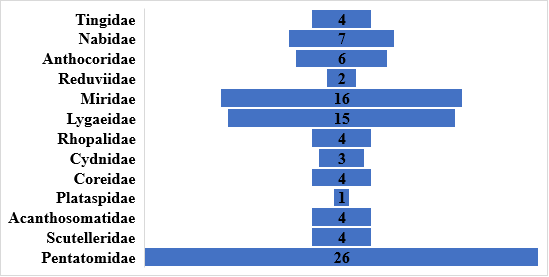 Tingidae 4
Nabidae 7
Anthocoridae 6
Reduviidae 2
Miridae 16
Lygaeidae 15
Rhopalidae 4
Cydnidae 3
Coreidae 4
Plataspidae 1
Acanthosomatidae 4
Scutelleridae 4
Pentatomidae 26